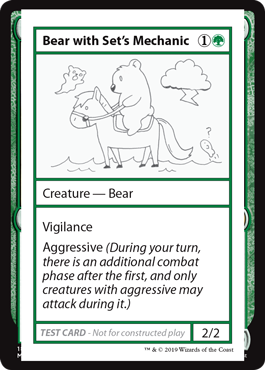 Bear with Set's Mechanic 1
?
Creature — Bear
Vigilance
Aggressive (During your turn,
there is an additional combat
phase after the first, and only
creatures with aggressive may
attack during it.)
TEST CARD - Not for constructed play 2/2
™ & © 2019 Wizards of the Coast